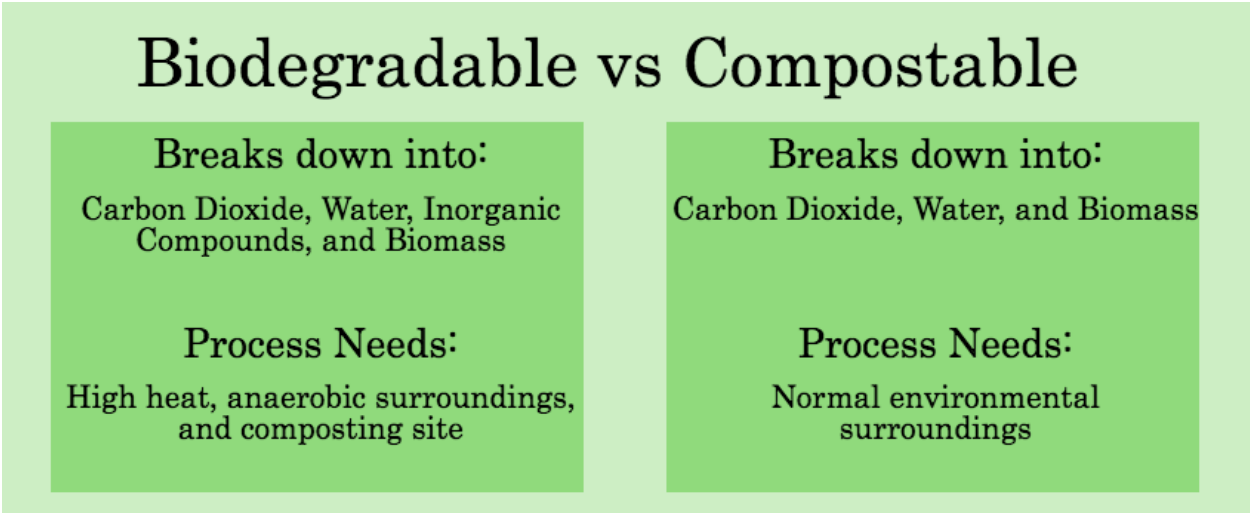 Biodegradable vs Compostable
Breaks down into:
Carbon Dioxide, Water, Inorganic
Compounds, and Biomass
Process Needs:
High heat, anaerobic surroundings,
and composting site
Breaks down into:
Carbon Dioxide, Water, and Biomass
Process Needs:
Normal environmental
surroundings